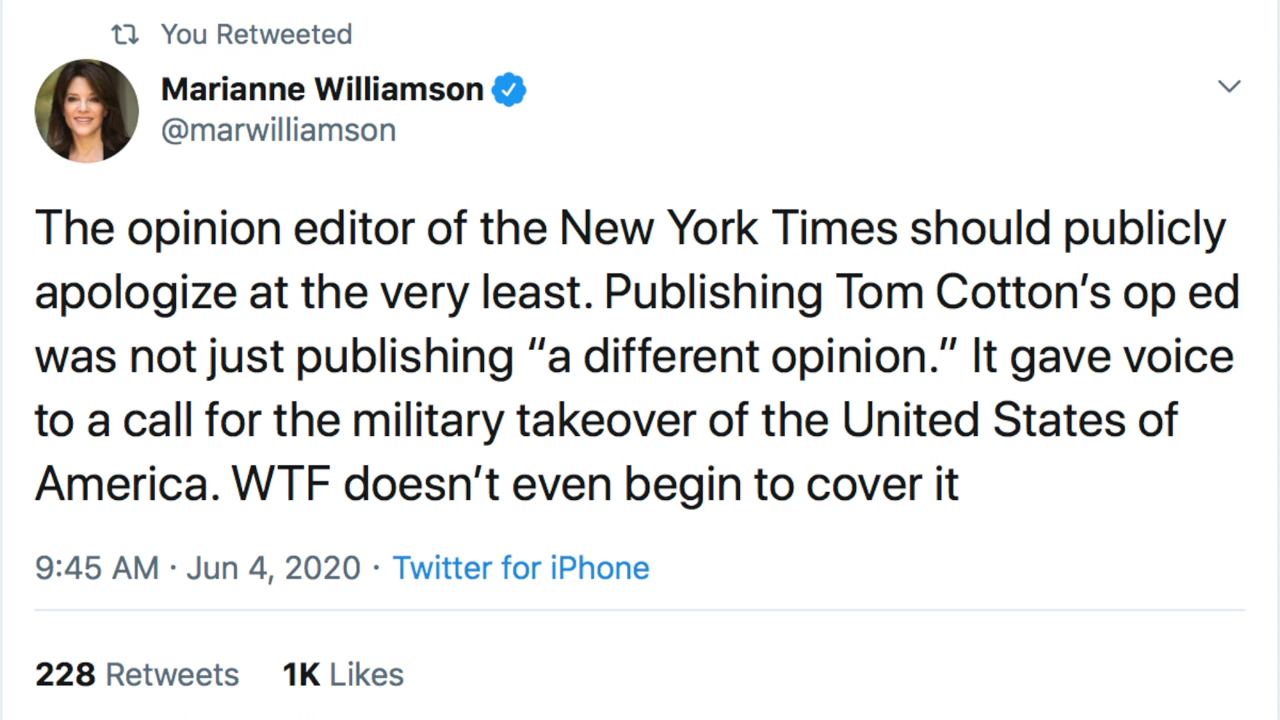 You Retweeted
Marianne Williamson
@marwilliamson
The opinion editor of the New York Times should publicly
apologize at the very least. Publishing Tom Cotton’s op ed
was not just publishing “a different opinion.” It gave voice
to a call for the military takeover of the United States of
America. WTF doesn’t even begin to cover it
9:45 AM · Jun 4, 2020 · Twitter for iPhone
228 Retweets 1K Likes